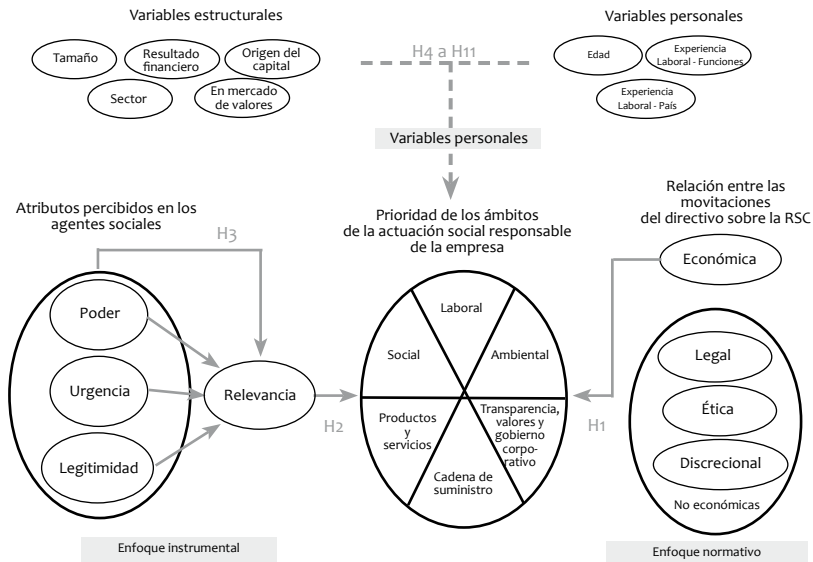 Variables estructurales
Tamaño
Resultado
financiero
Origen del
capital
Sector
En mercado
de valores
H4 a H11
Variables personales
Edad
Experiencia
Laboral - Funciones
Experiencia
Laboral - País
Variables personales
Atributos percibidos en los
agentes sociales
H3
Poder
Urgencia
Legitimidad
Relevancia
H2
Enfoque instrumental
Prioridad de los ámbitos
de la actuación social responsable
de la empresa
Laboral
Social
Ambiental
Productos
y
servicios
Transparencia,
valores y
gobierno
corpo-
rativo
Cadena de
suministro
Relación entre las
movitaciones
del directivo sobre la RSC
Económica
H1
Legal
Ética
Discrecional
No económicas
Enfoque normativo